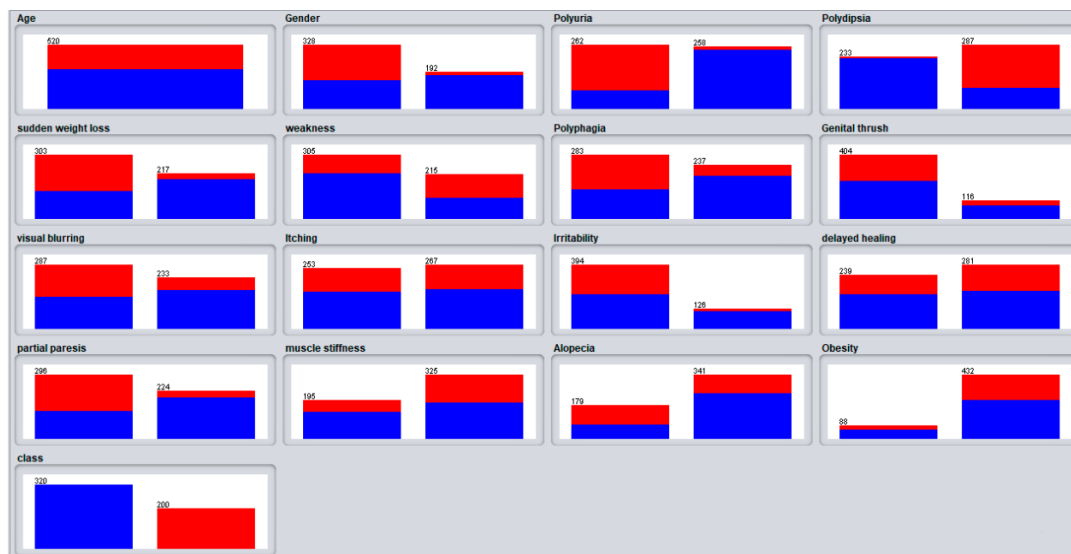 Age
Gender
Polyuria
Polydipsia
520
328
192
262
258
233
287
sudden weight loss
weakness
Polyphagia
Genital thrush
303
217
305
215
283
237
404
116
visual blurring
Itching
Irritability
delayed healing
287
233
253
267
394
126
239
281
partial paresis
muscle stiffness
Alopecia
Obesity
296
224
195
325
179
341
88
432
class
320
200